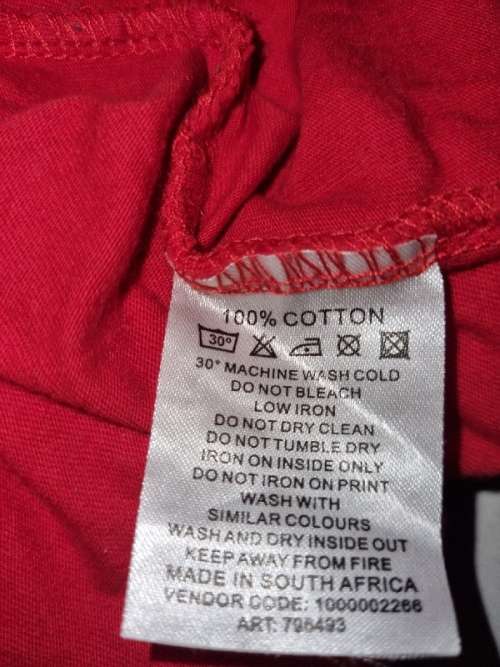 100% COTTON
30°
30° MACHINE WASH COLD
DO NOT BLEACH
LOW IRON
DO NOT DRY CLEAN
DO NOT TUMBLE DRY
IRON ON INSIDE ONLY
DO NOT IRON ON PRINT
WASH WITH
SIMILAR COLOURS
WASH AND DRY INSIDE OUT
KEEP AWAY FROM FIRE
MADE IN SOUTH AFRICA
VENDOR CODE: 1000002266
ART: 796493